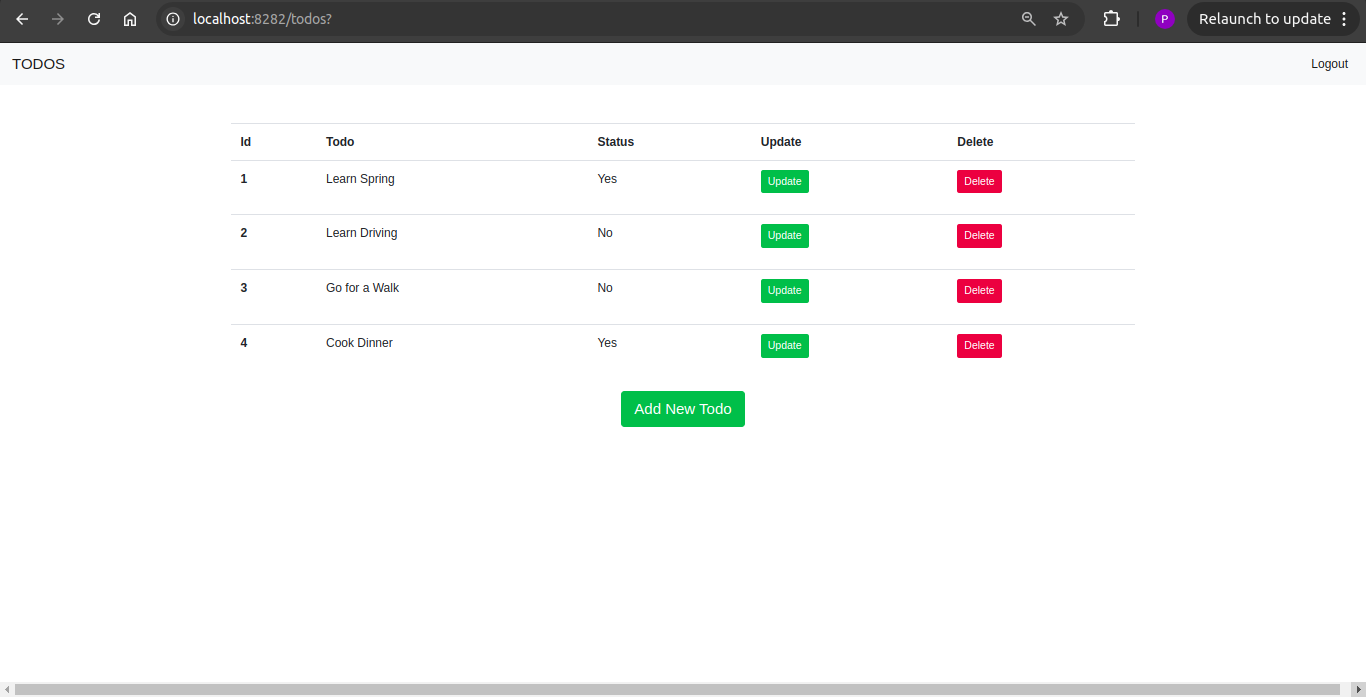 localhost:8282/todos?
P
Relaunch to update
TODOS
Logout
Id Todo Status Update Delete
1 Learn Spring Yes Update Delete
2 Learn Driving No Update Delete
3 Go for a Walk No Update Delete
4 Cook Dinner Yes Update Delete
Add New Todo